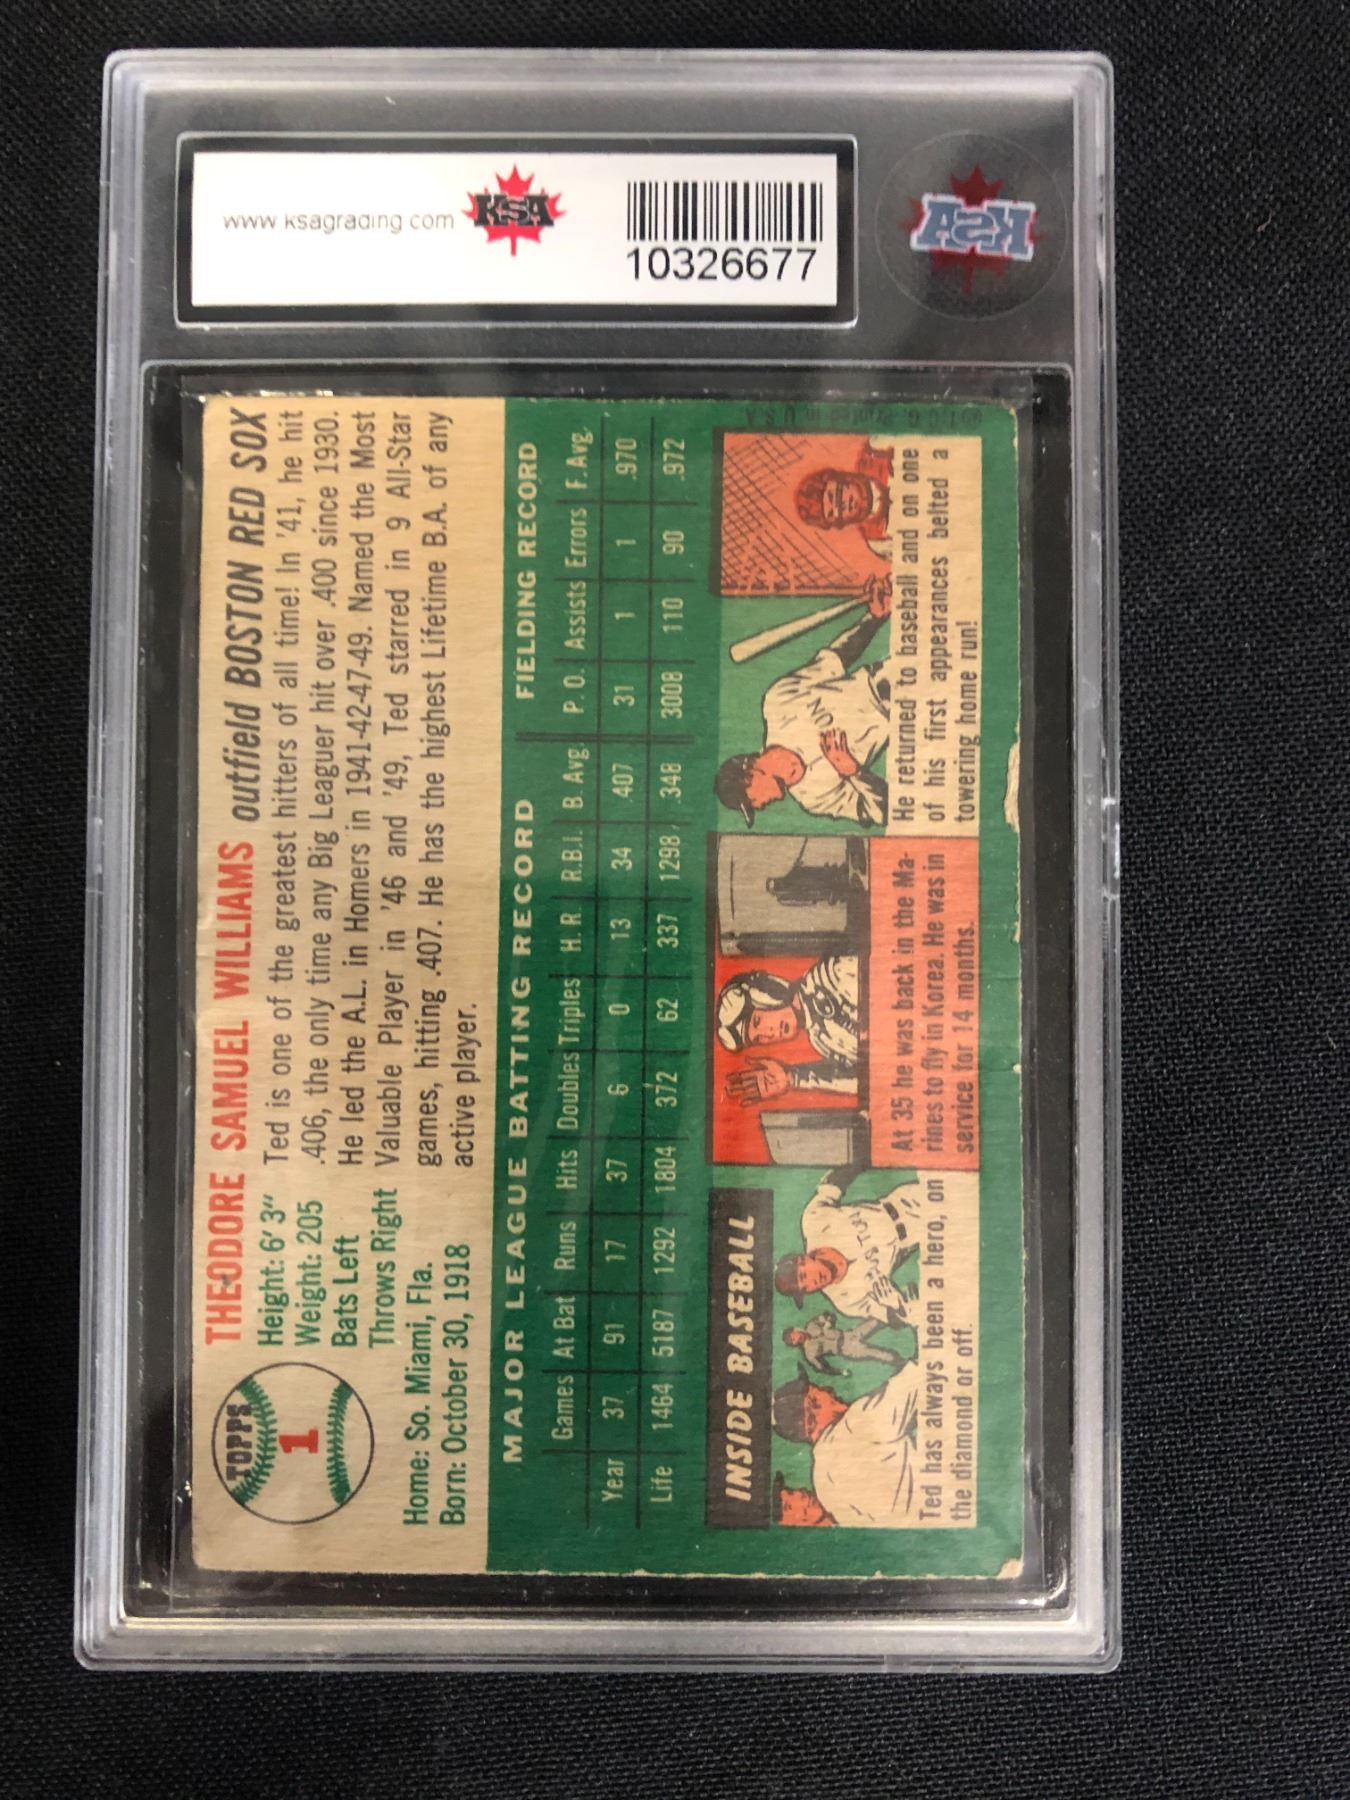 www.ksagrading.com
KSA
10326677
KSA
TOPPS
1
THEODORE SAMUEL WILLIAMS outfield BOSTON RED SOX
Height: 6' 3"
Weight: 205
Bats Left
Throws Right
Home: So. Miami, Fla.
Born: October 30, 1918
Ted is one of the greatest hitters of all time! In '41, he hit
.406, the only time any Big Leaguer hit over .400 since 1930.
He led the A.L. in Homers in 1941-42-47-49. Named the Most
Valuable Player in '46 and '49, Ted starred in 9 All-Star
games, hitting .407. He has the highest Lifetime B.A. of any
active player.
MAJOR LEAGUE BATTING RECORD FIELDING RECORD
Games At Bat Runs Hits Doubles Triples H. R. R.B.I. B. Avg. P. O. Assists Errors F. Avg.
Year 37 91 17 37 6 0 13 34 .407 31 1 1 .970
Life 1464 5187 1292 1804 372 62 337 1298 .348 3008 110 90 .972
INSIDE BASEBALL
Ted has always been a hero, on
the diamond or off.
At 35 he was back in the Ma-
rines to fly in Korea. He was in
service for 14 months.
He returned to baseball and on one
of his first appearances belted a
towering home run!
Printed in U.S.A.